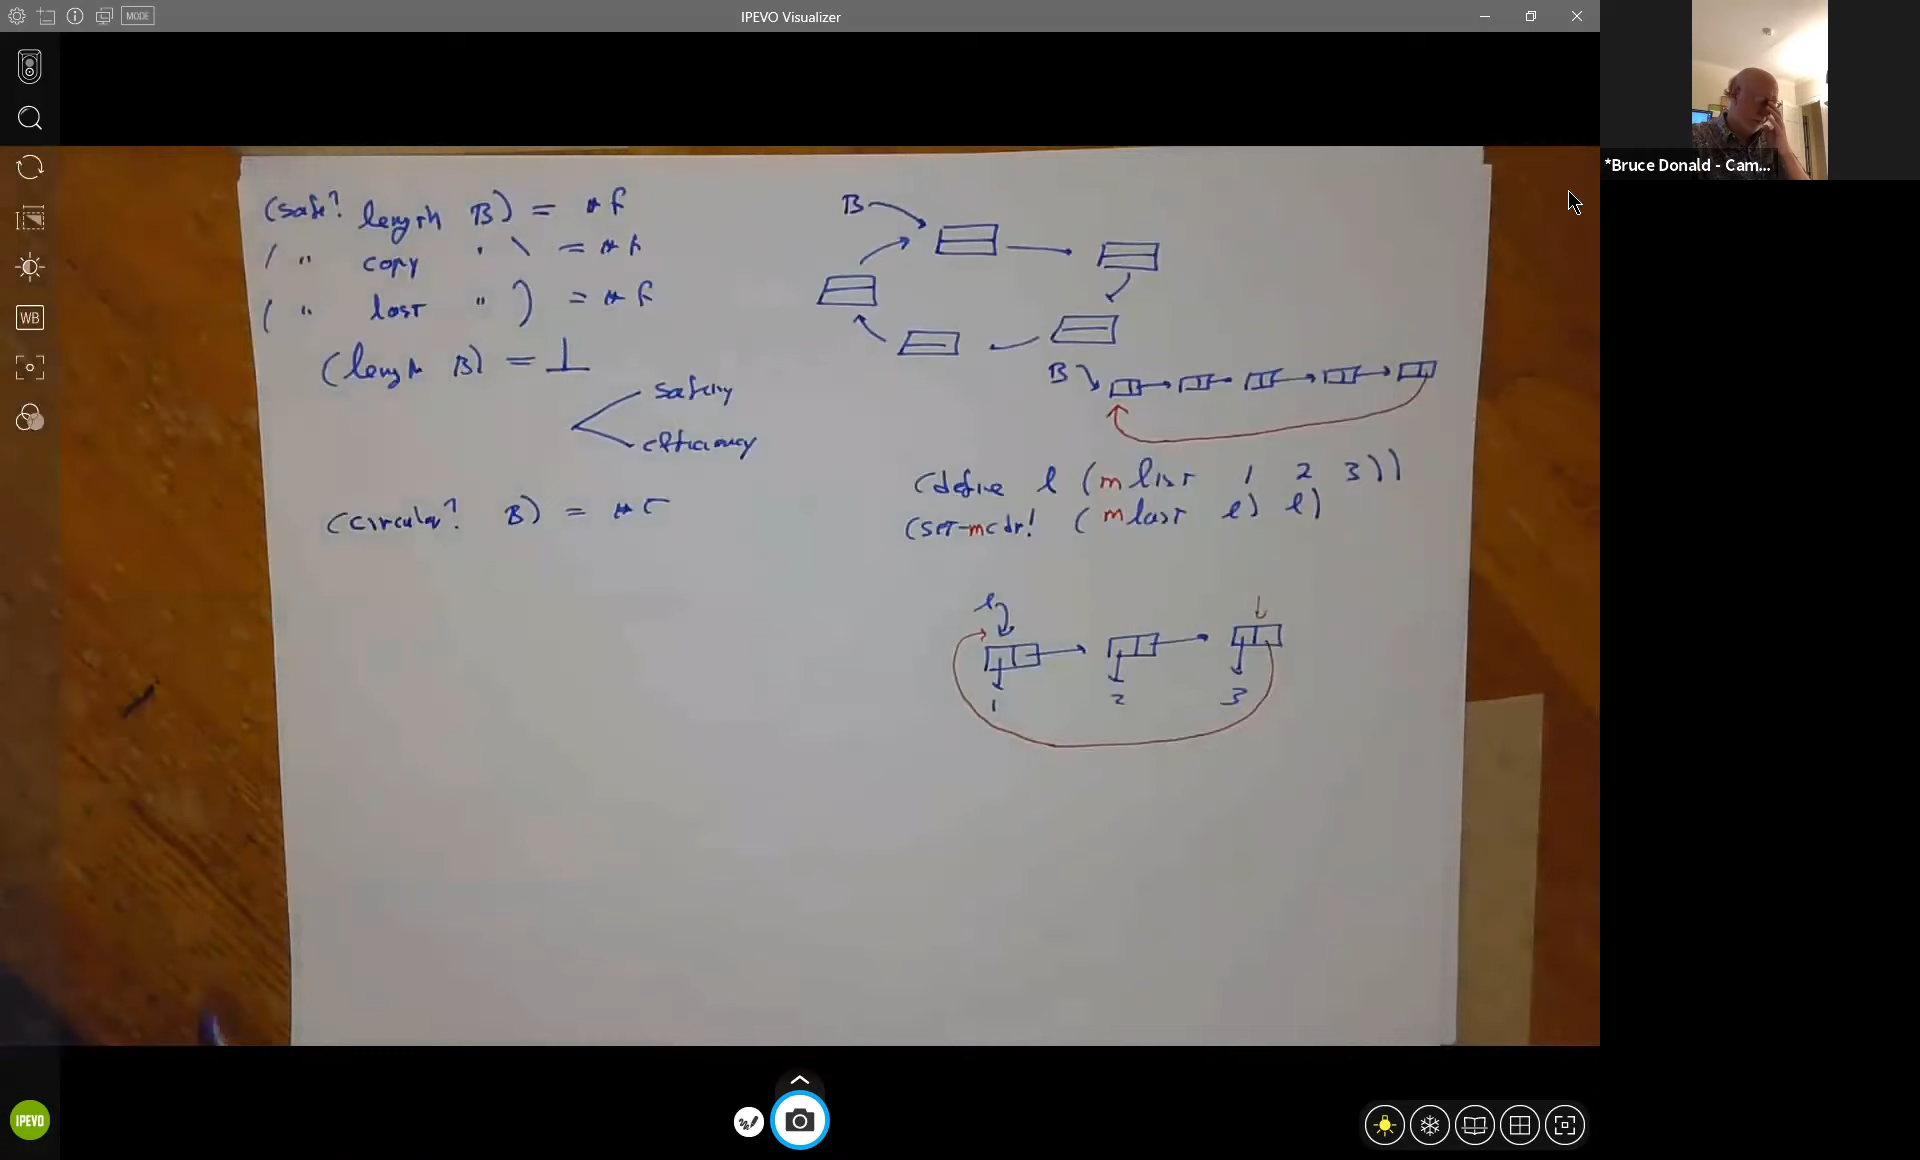 MODE
IPEVO Visualizer
*Bruce Donald - Cam...
WB
(safe? length B) = #f
( " copy " ) = #f
( " last " ) = #f
(length B) = ⊥
safety
efficiency
(circular? B) = #t
B
B
(define l (mlist 1 2 3))
(set-mcdr! (mlast l) l)
l
1 2 3
IPEVO